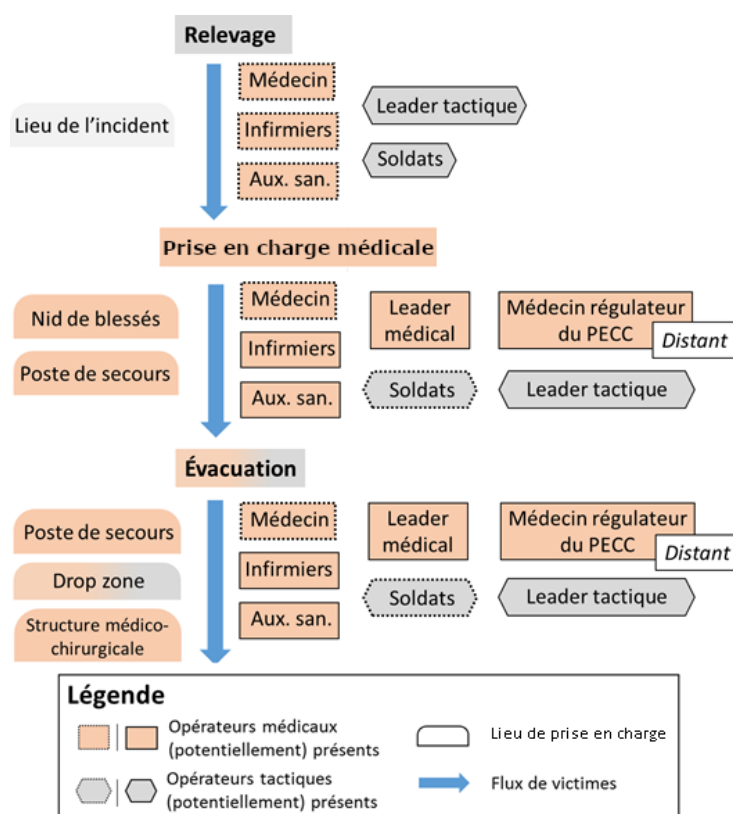 Relevage
Médecin
Leader tactique
Lieu de l'incident
Infirmiers
Soldats
Aux. san.
Prise en charge médicale
Médecin
Leader
médical
Médecin régulateur
du PECC
Distant
Nid de blessés
Infirmiers
Poste de secours
Aux. san.
Soldats
Leader tactique
Évacuation
Médecin
Leader
médical
Médecin régulateur
du PECC
Distant
Poste de secours
Infirmiers
Drop zone
Soldats
Leader tactique
Aux. san.
Structure médico-
chirurgicale
Légende
Opérateurs médicaux
(potentiellement) présents
Lieu de prise en charge
Opérateurs tactiques
(potentiellement) présents
Flux de victimes